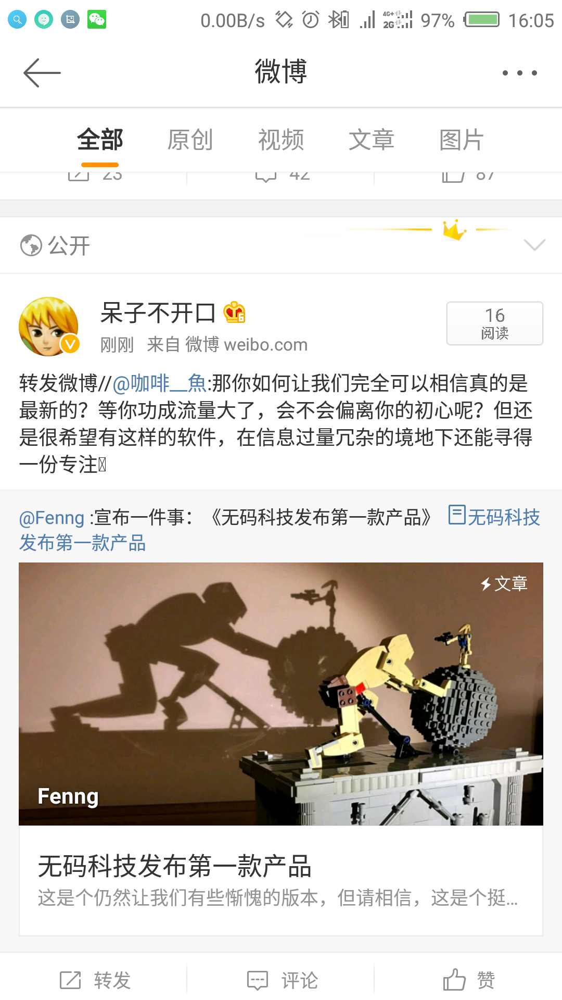 0.00B/s 4G+ 2G 97% 16:05
微博
全部 原创 视频 文章 图片
23 42 87
公开
呆子不开口 6
16
阅读
刚刚 来自 微博 weibo.com
转发微博//@咖啡__魚:那你如何让我们完全可以相信真的是
最新的？等你功成流量大了，会不会偏离你的初心呢？但还
是很希望有这样的软件，在信息过量冗杂的境地下还能寻得
一份专注
@Fenng :宣布一件事：《无码科技发布第一款产品》 无码科技
发布第一款产品
文章
Fenng
无码科技发布第一款产品
这是个仍然让我们有些惭愧的版本，但请相信，这是个挺...
转发 评论 赞